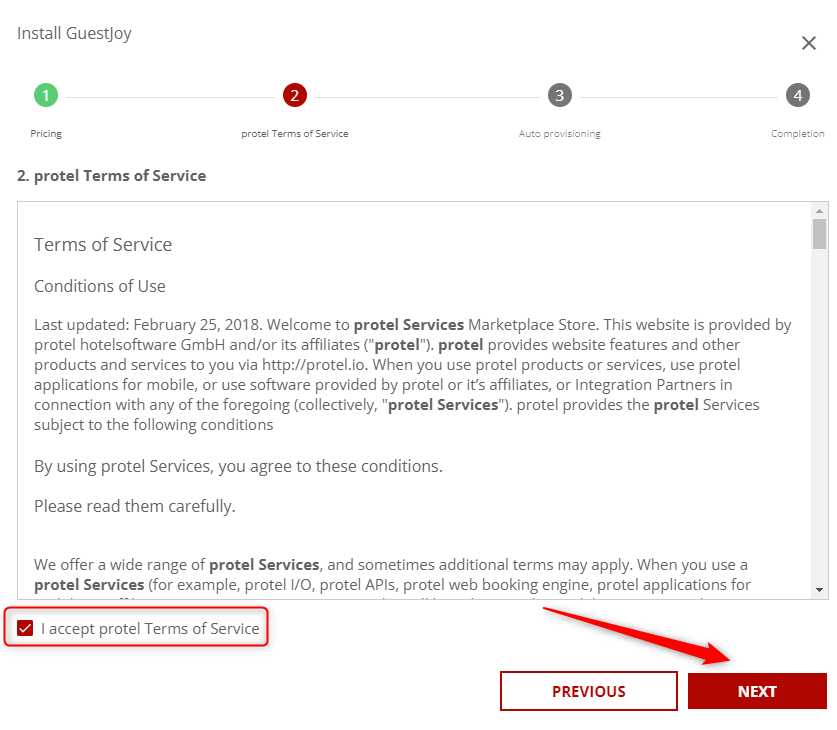 Install GuestJoy
1
2
3
4
Pricing
protel Terms of Service
Auto provisioning
Completion
2. protel Terms of Service
Terms of Service
Conditions of Use
Last updated: February 25, 2018. Welcome to protel Services Marketplace Store. This website is provided by
protel hotelsoftware GmbH and/or its affiliates ("protel"). protel provides website features and other
products and services to you via http://protel.io. When you use protel products or services, use protel
applications for mobile, or use software provided by protel or it’s affiliates, or Integration Partners in
connection with any of the foregoing (collectively, "protel Services"). protel provides the protel Services
subject to the following conditions
By using protel Services, you agree to these conditions.
Please read them carefully.
We offer a wide range of protel Services, and sometimes additional terms may apply. When you use a
protel Services (for example, protel I/O, protel APIs, protel web booking engine, protel applications for
I accept protel Terms of Service
PREVIOUS
NEXT